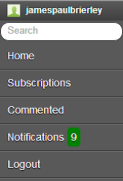 jamespaulbrierley
Search
Home
Subscriptions
Commented
Notifications 9
Logout